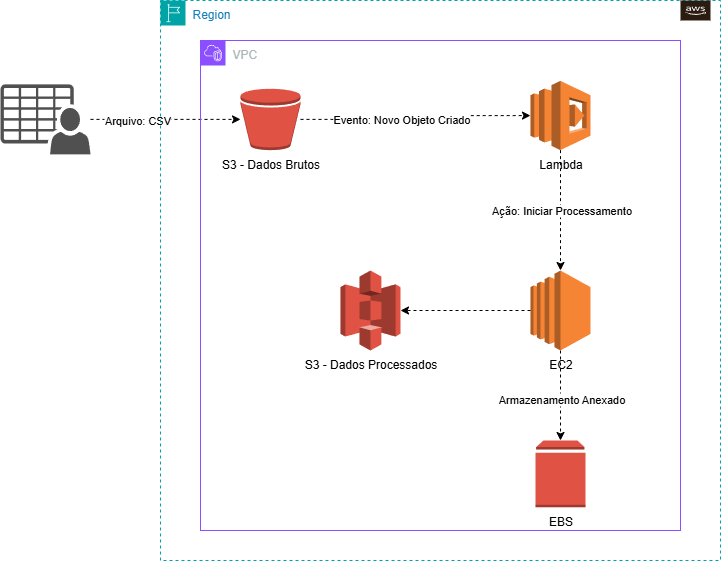 Region
aws
VPC
Arquivo: CSV
Evento: Novo Objeto Criado
S3 - Dados Brutos
Lambda
Ação: Iniciar Processamento
S3 - Dados Processados
EC2
Armazenamento Anexado
EBS